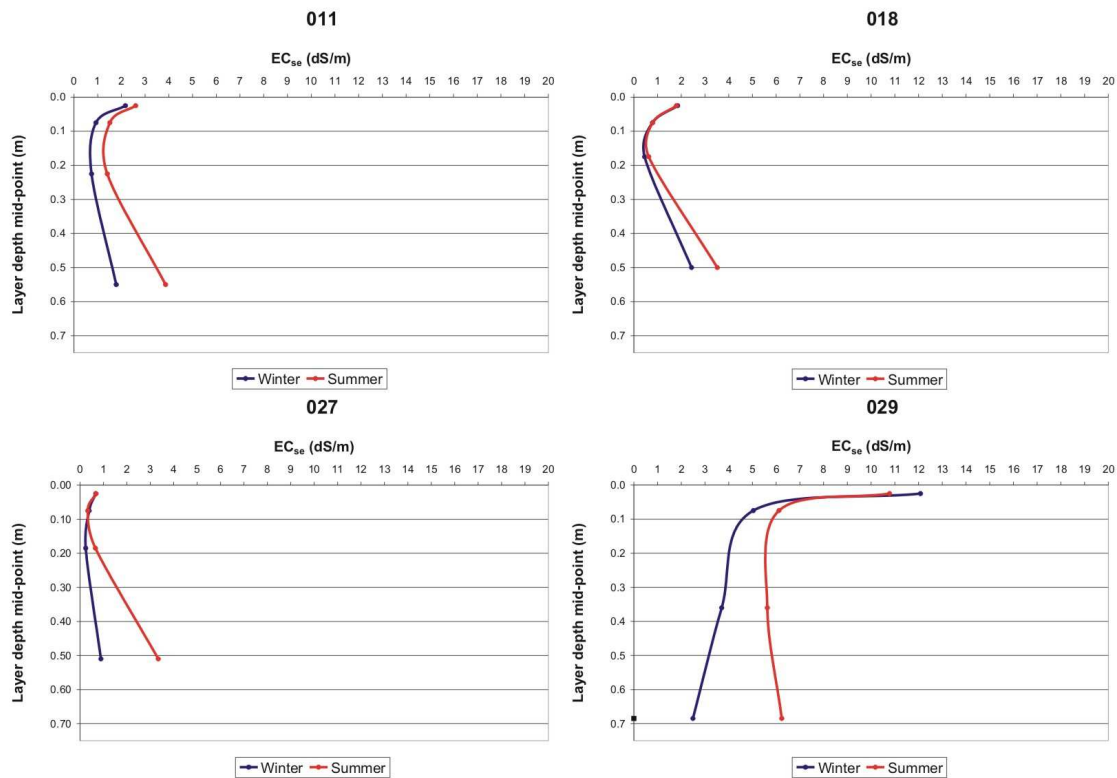 011
ECse (dS/m)
0 1 2 3 4 5 6 7 8 9 10 11 12 13 14 15 16 17 18 19 20
0.0
0.1
0.2
0.3
0.4
0.5
0.6
0.7
Layer depth mid-point (m)
Winter Summer
018
ECse (dS/m)
0 1 2 3 4 5 6 7 8 9 10 11 12 13 14 15 16 17 18 19 20
0.0
0.1
0.2
0.3
0.4
0.5
0.6
0.7
Layer depth mid-point (m)
Winter Summer
027
ECse (dS/m)
0 1 2 3 4 5 6 7 8 9 10 11 12 13 14 15 16 17 18 19 20
0.00
0.10
0.20
0.30
0.40
0.50
0.60
0.70
Layer depth mid-point (m)
Winter Summer
029
ECse (dS/m)
0 1 2 3 4 5 6 7 8 9 10 11 12 13 14 15 16 17 18 19 20
0.0
0.1
0.2
0.3
0.4
0.5
0.6
0.7
Layer depth mid-point (m)
Winter Summer